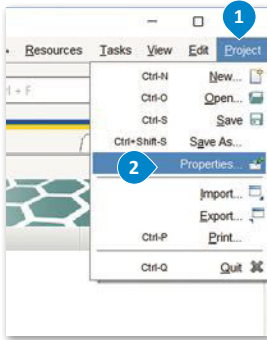 1
Resources Tasks View Edit Project
+ F
Ctrl-N New...
Ctrl-O Open...
Ctrl-S Save
Ctrl+Shift-S Save As...
2 Properties...
Import...
Export...
Ctrl-P Print...
Ctrl-Q Quit